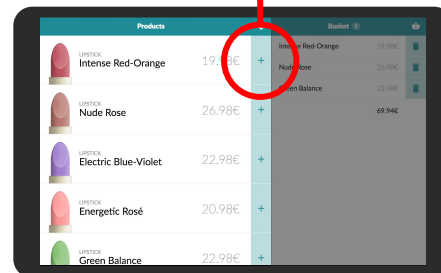 Products
LIPSTICK
Intense Red-Orange
19.98€
+
LIPSTICK
Nude Rose
26.98€
+
LIPSTICK
Electric Blue-Violet
22.98€
+
LIPSTICK
Energetic Rosé
20.98€
+
LIPSTICK
Green Balance
22.98€
+
Basket 3
Intense Red-Orange
19.98€
Nude Rose
26.98€
Green Balance
22.98€
69.94€